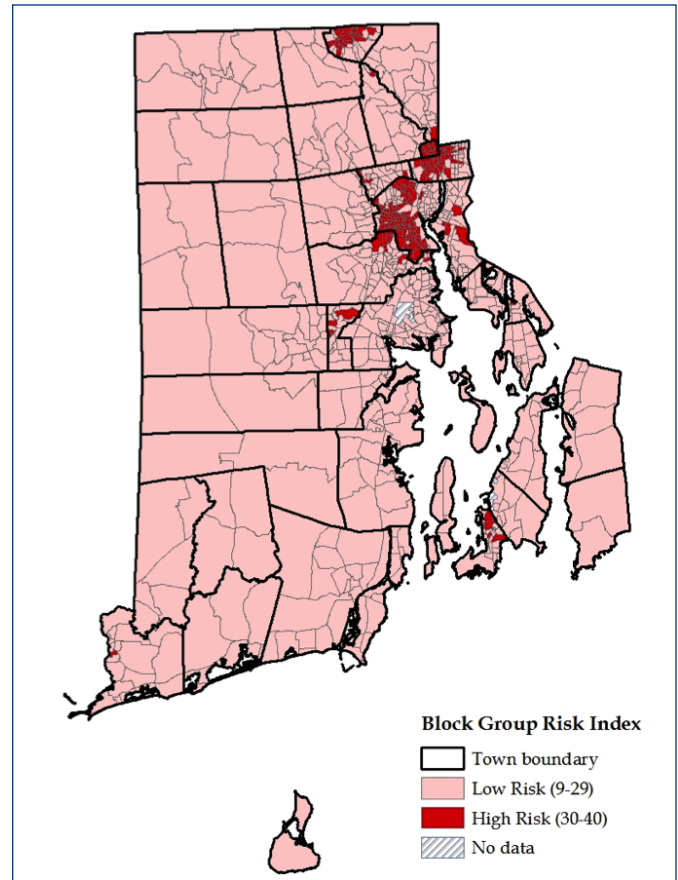 Block Group Risk Index
Town boundary
Low Risk (9-29)
High Risk (30-40)
No data